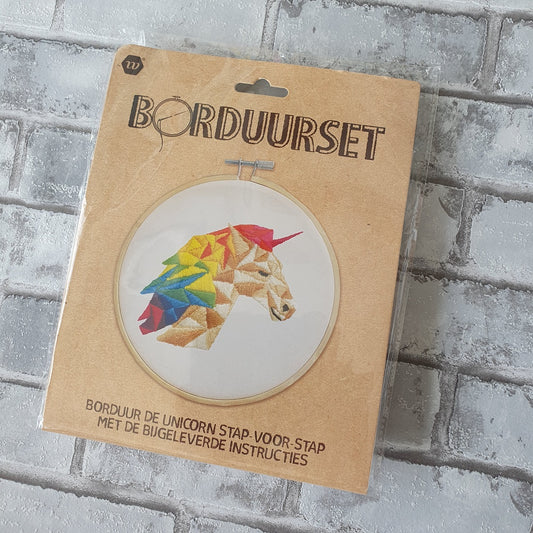 W
BORDUURSET
BORDUUR DE UNICORN STAP-VOOR-STAP
MET DE BIJGELEVERDE INSTRUCTIES